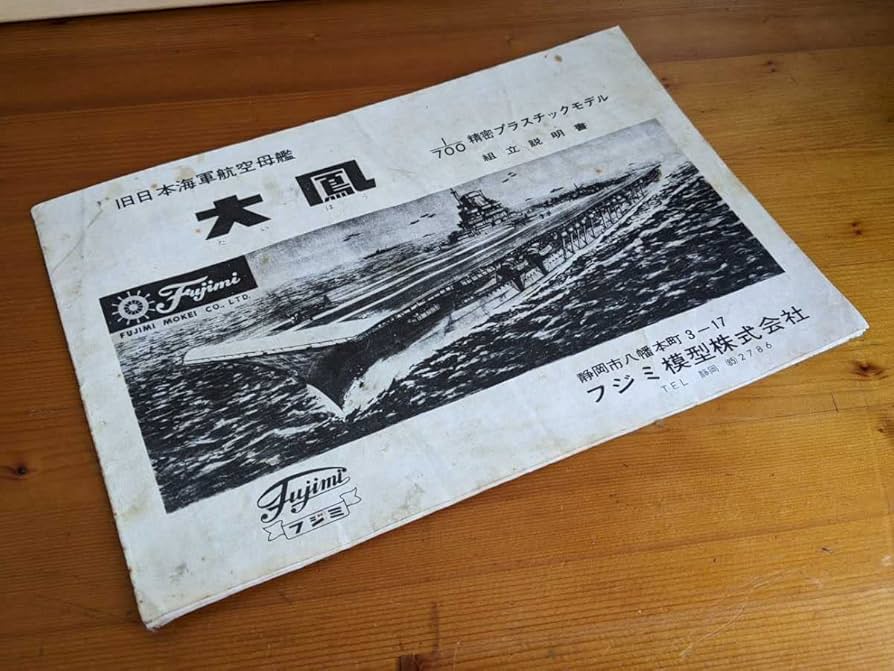 旧日本海軍航空母艦
大鳳
たいほう
1/700 精密プラスチックモデル
組立説明書
Fujimi
FUJIMI MOKEI CO., LTD.
静岡市八幡本町3-17
フジミ模型株式会社
TEL 静岡 2786
Fujimi
フジミ